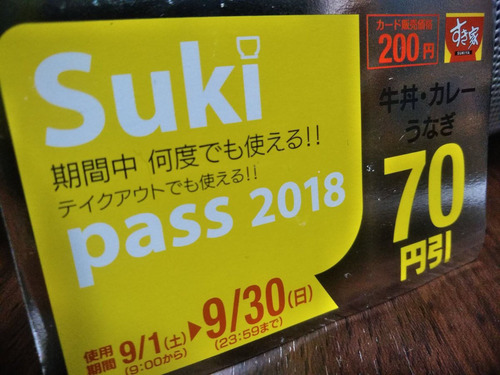 Suki
期間中 何度でも使える!!
テイクアウトでも使える!!
pass 2018
使用期間 9/1(土)▶9/30(日)
(9:00から) (23:59まで)
カード販売価格
200円
すき家
SUKIYA
牛丼・カレー
うなぎ
70
円引